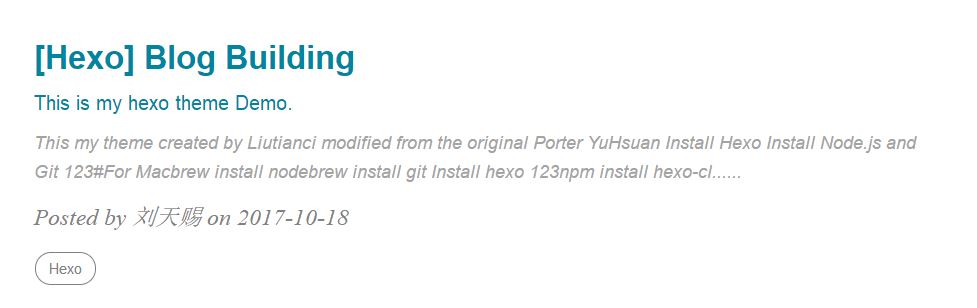 [Hexo] Blog Building
This is my hexo theme Demo.
This my theme created by Liutianci modified from the original Porter YuHsuan Install Hexo Install Node.js and
Git 123#For Macbrew install nodebrew install git Install hexo 123npm install hexo-cl......
Posted by 刘天赐 on 2017-10-18
Hexo